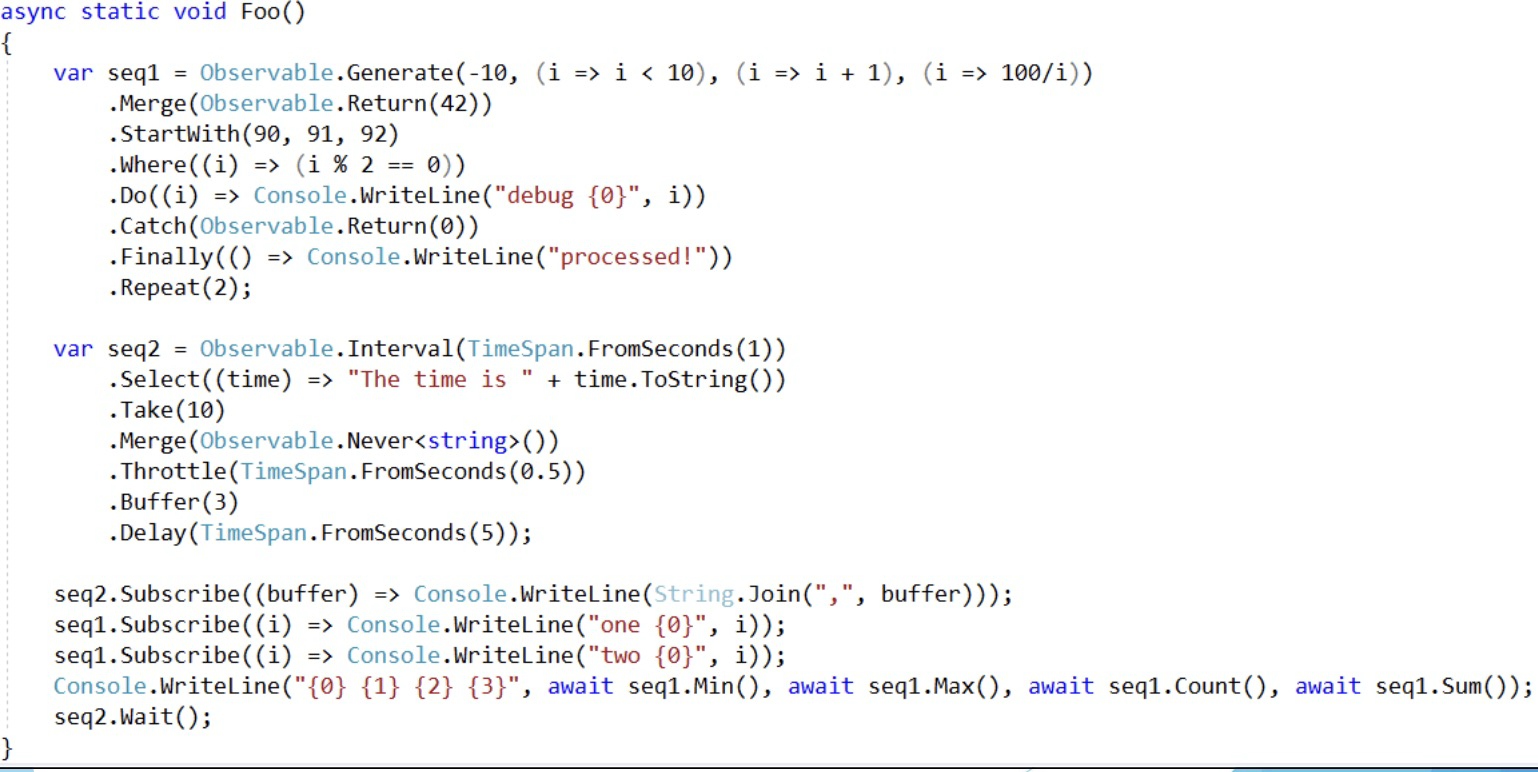 async static void Foo()
{
    var seq1 = Observable.Generate(-10, (i => i < 10), (i => i + 1), (i => 100/i))
        .Merge(Observable.Return(42))
        .StartWith(90, 91, 92)
        .Where((i) => (i % 2 == 0))
        .Do((i) => Console.WriteLine("debug {0}", i))
        .Catch(Observable.Return(0))
        .Finally(() => Console.WriteLine("processed!"))
        .Repeat(2);

    var seq2 = Observable.Interval(TimeSpan.FromSeconds(1))
        .Select((time) => "The time is " + time.ToString())
        .Take(10)
        .Merge(Observable.Never<string>())
        .Throttle(TimeSpan.FromSeconds(0.5))
        .Buffer(3)
        .Delay(TimeSpan.FromSeconds(5));

    seq2.Subscribe((buffer) => Console.WriteLine(String.Join(",", buffer)));
    seq1.Subscribe((i) => Console.WriteLine("one {0}", i));
    seq1.Subscribe((i) => Console.WriteLine("two {0}", i));
    Console.WriteLine("{0} {1} {2} {3}", await seq1.Min(), await seq1.Max(), await seq1.Count(), await seq1.Sum());
    seq2.Wait();
}